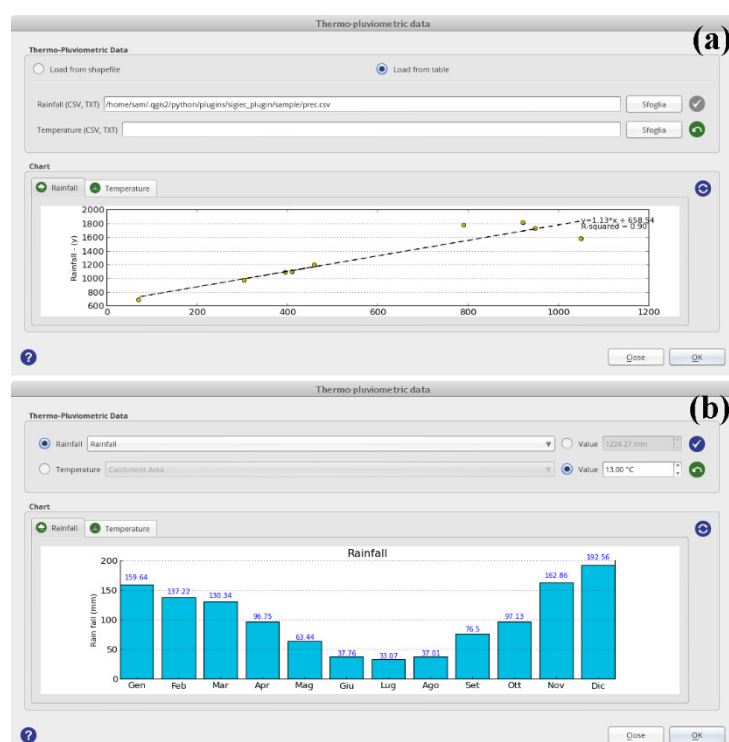 Thermo-pluviometric data
(a)
Thermo-Pluviometric Data
Load from shapefile Load from table
Rainfall (CSV, TXT) /home/sam/.qgis2/python/plugins/sigiec_plugin/sample/prec.csv Sfoglia
Temperature (CSV, TXT) Sfoglia
Chart
Rainfall Temperature
2000
1800
1600
1400
1200
1000
800
600
Rainfall - (y)
y=1.13*x + 658.54
R-squared = 0.90
0 200 400 600 800 1000 1200
? Close OK
Thermo-pluviometric data
(b)
Thermo-Pluviometric Data
Rainfall Rainfall Value 1224.27 mm
Temperature Catchment Area Value 13.00 °C
Chart
Rainfall Temperature
Rainfall
200
150
100
50
0
Rain fall (mm)
159.64 137.22 130.34 96.75 63.44 37.76 33.07 37.01 76.5 97.13 162.86 192.56
Gen Feb Mar Apr Mag Giu Lug Ago Set Ott Nov Dic
? Close OK